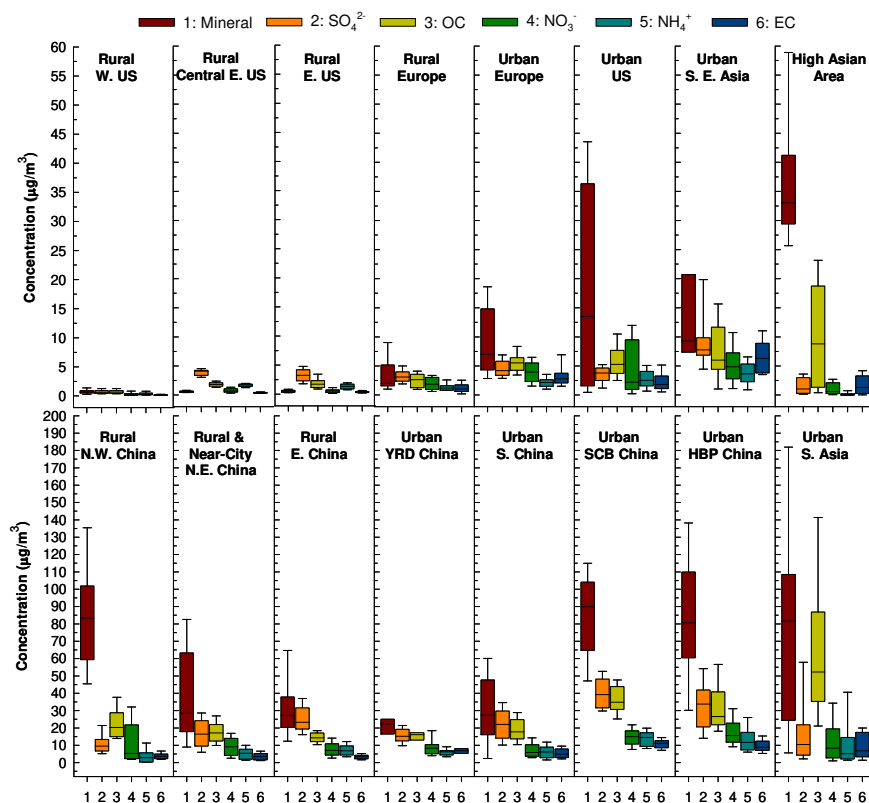 1: Mineral 2: SO₄²⁻ 3: OC 4: NO₃⁻ 5: NH₄⁺ 6: EC
Concentration (µg/m³)
60
55
50
45
40
35
30
25
20
15
10
5
0
Rural
W. US
Rural
Central E. US
Rural
E. US
Rural
Europe
Urban
Europe
Urban
US
Urban
S. E. Asia
High Asian
Area
Concentration (µg/m³)
200
190
180
170
160
150
140
130
120
110
100
90
80
70
60
50
40
30
20
10
0
Rural
N.W. China
Rural &
Near-City
N.E. China
Rural
E. China
Urban
YRD China
Urban
S. China
Urban
SCB China
Urban
HBP China
Urban
S. Asia
1 2 3 4 5 6 1 2 3 4 5 6 1 2 3 4 5 6 1 2 3 4 5 6 1 2 3 4 5 6 1 2 3 4 5 6 1 2 3 4 5 6 1 2 3 4 5 6